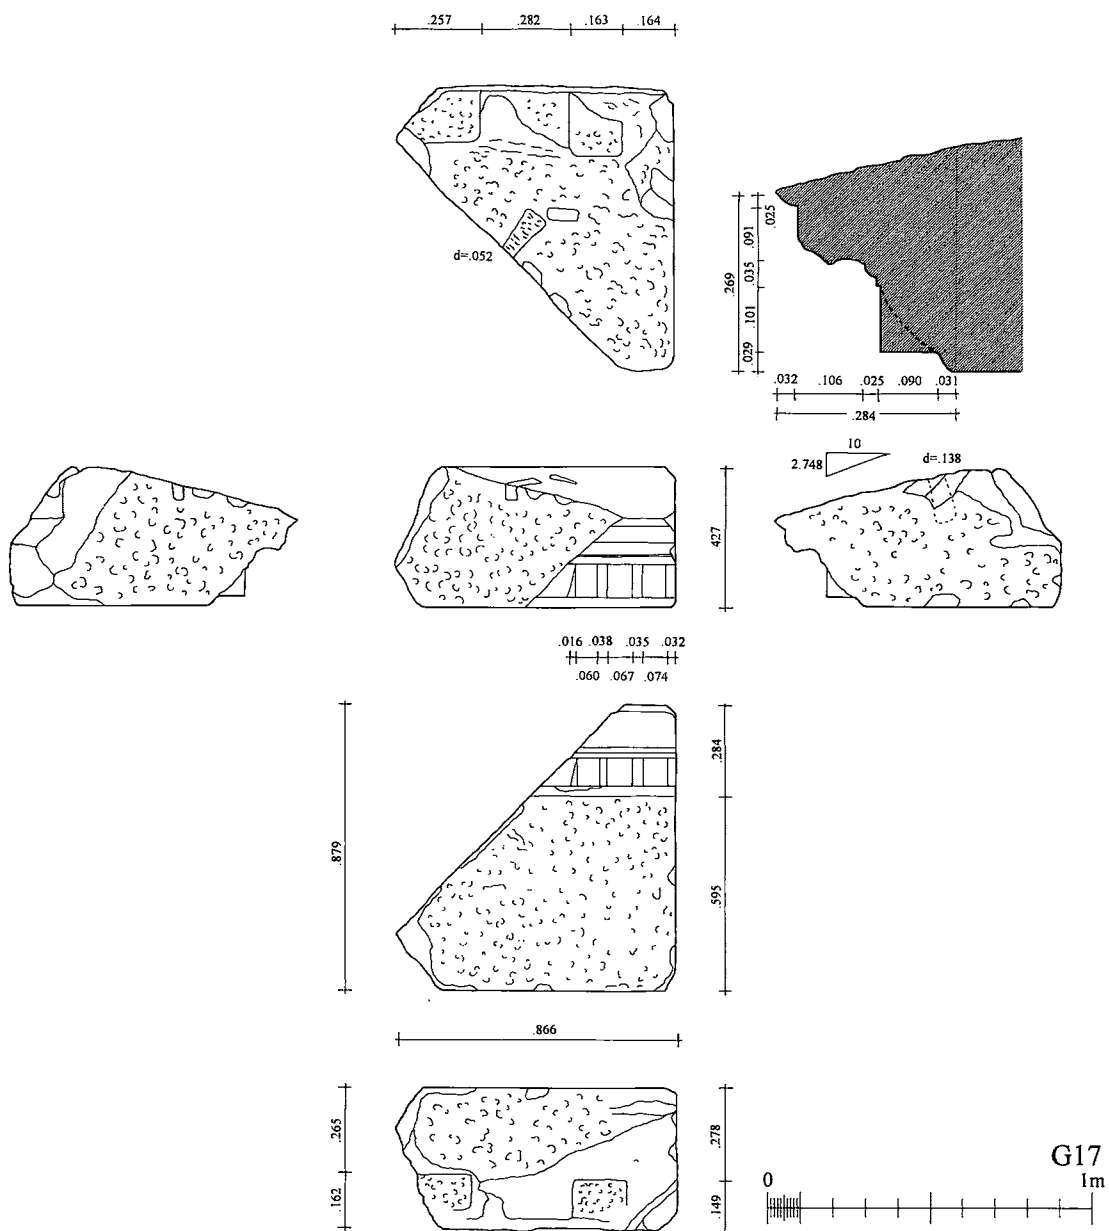 .257 .282 .163 .164
d=.052
.025
.091
.035
.269
.101
.029
.032 .106 .025 .090 .031
.284
10
2.748
d=.138
.427
.016 .038 .035 .032
.060 .067 .074
.284
.879
.595
.866
.265
.278
.162
.149
G17
0 1m